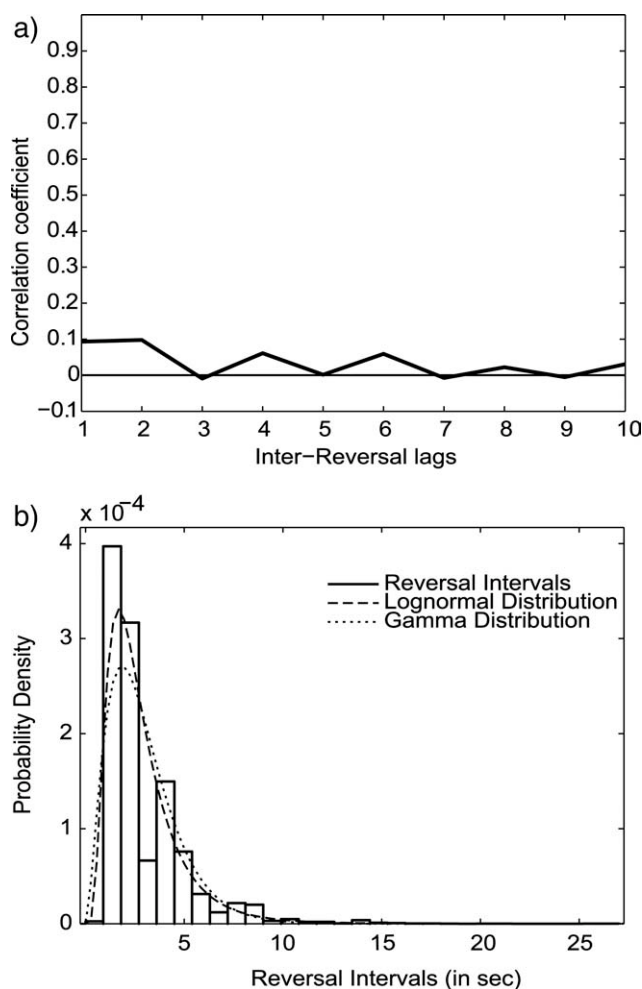 a)
0.9
0.8
0.7
0.6
0.5
0.4
0.3
0.2
0.1
0
−0.1
Correlation coefficient
1 2 3 4 5 6 7 8 9 10
Inter−Reversal lags
b)
x 10−4
4
3
2
1
0
Probability Density
Reversal Intervals
Lognormal Distribution
Gamma Distribution
5 10 15 20 25
Reversal Intervals (in sec)